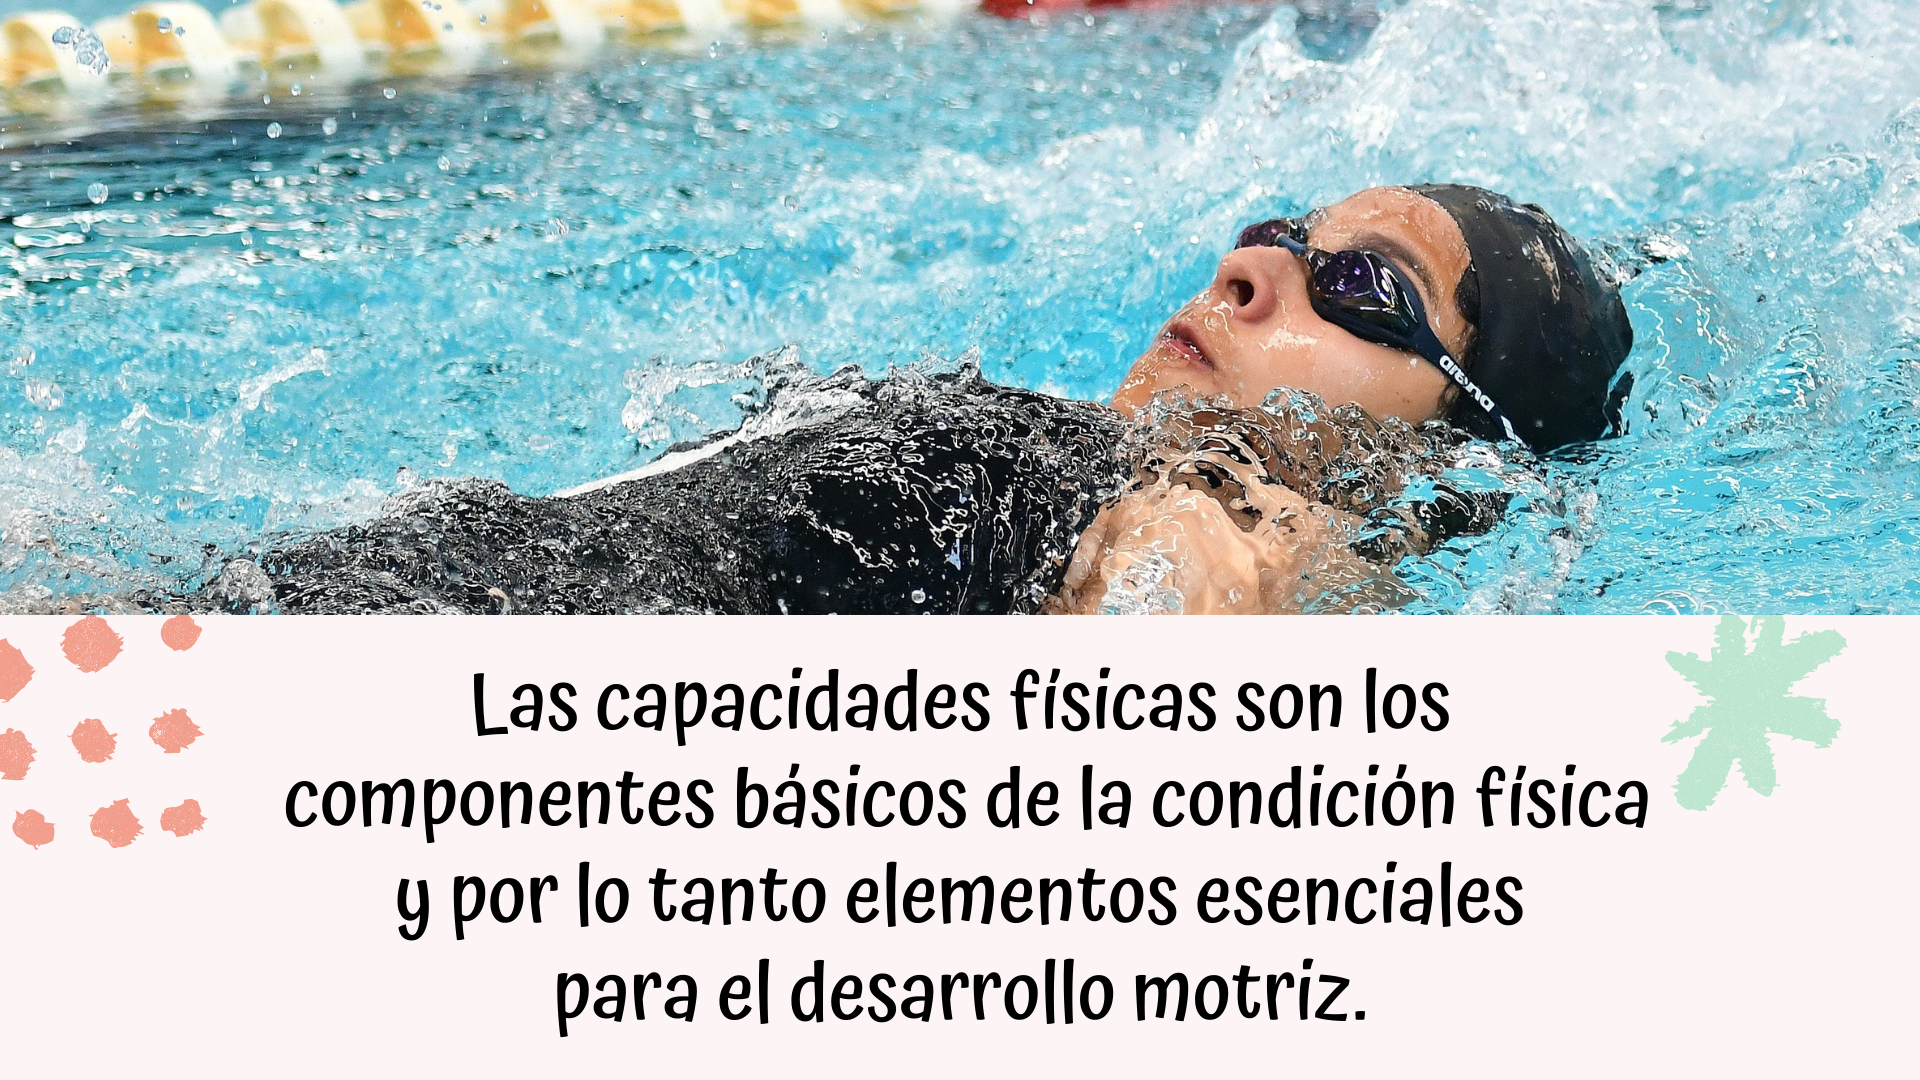 arena
Las capacidades físicas son los
componentes básicos de la condición física
y por lo tanto elementos esenciales
para el desarrollo motriz.